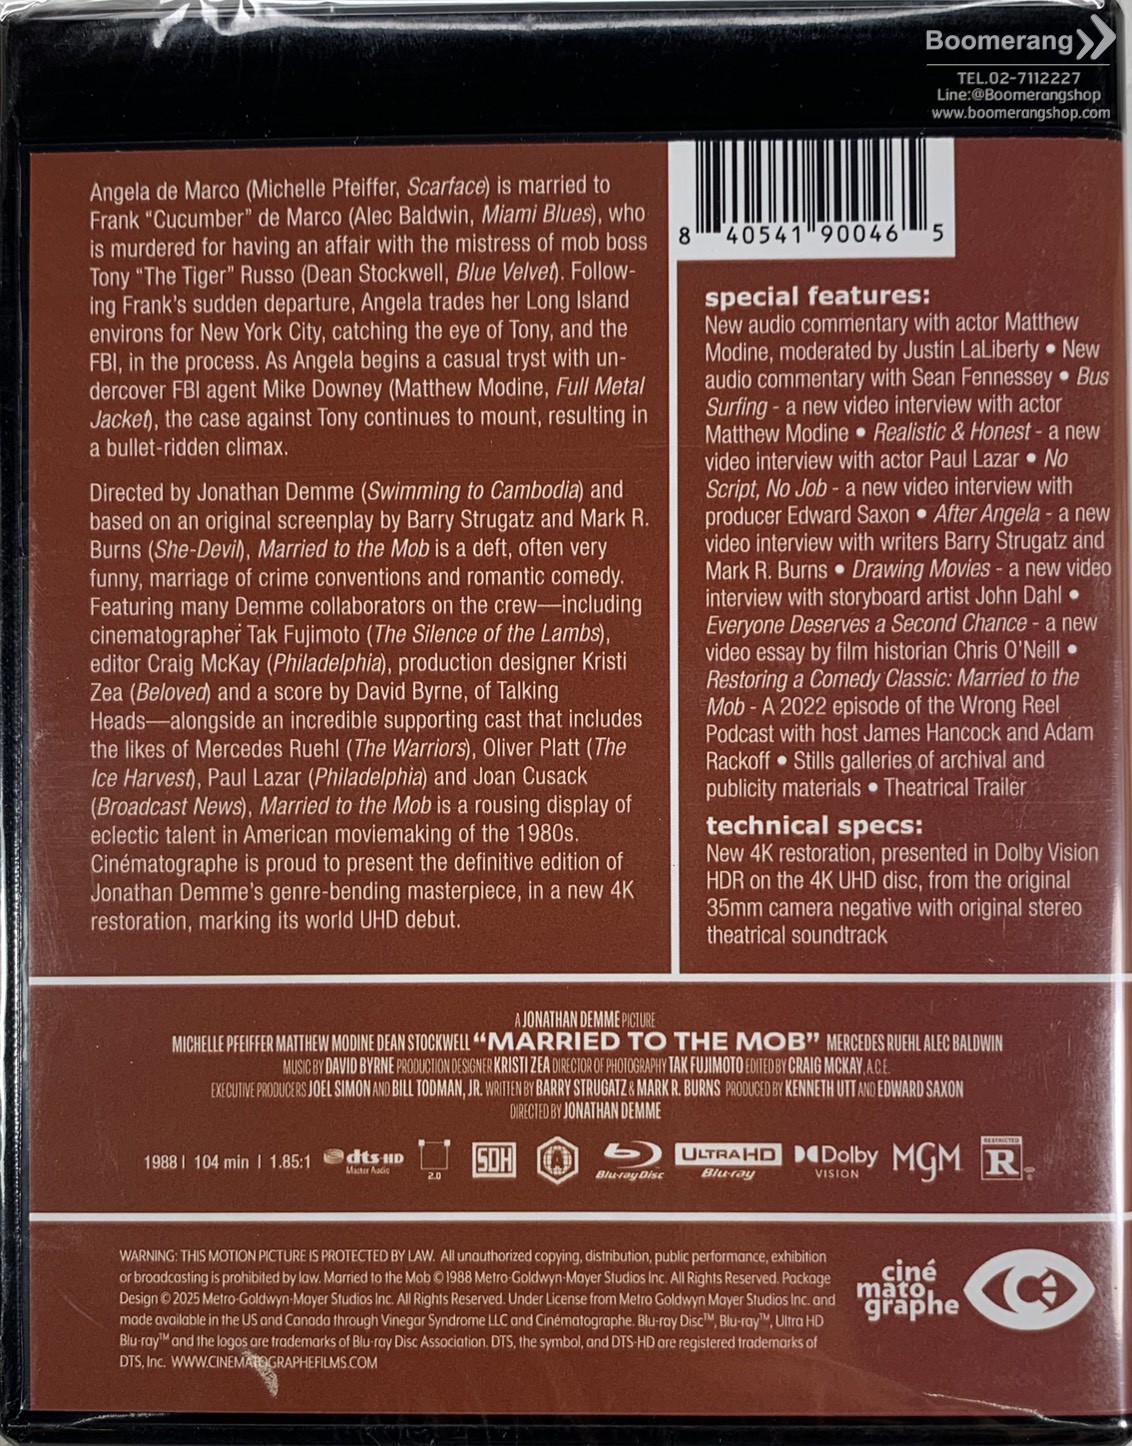 Boomerang
TEL.02-7112227
Line:@Boomerangshop
www.boomerangshop.com
Angela de Marco (Michelle Pfeiffer, Scarface) is married to
Frank “Cucumber” de Marco (Alec Baldwin, Miami Blues), who
is murdered for having an affair with the mistress of mob boss
Tony “The Tiger” Russo (Dean Stockwell, Blue Velvet). Follow-
ing Frank’s sudden departure, Angela trades her Long Island
environs for New York City, catching the eye of Tony, and the
FBI, in the process. As Angela begins a casual tryst with un-
dercover FBI agent Mike Downey (Matthew Modine, Full Metal
Jacket), the case against Tony continues to mount, resulting in
a bullet-ridden climax.
Directed by Jonathan Demme (Swimming to Cambodia) and
based on an original screenplay by Barry Strugatz and Mark R.
Burns (She-Devil), Married to the Mob is a deft, often very
funny, marriage of crime conventions and romantic comedy.
Featuring many Demme collaborators on the crew—including
cinematographer Tak Fujimoto (The Silence of the Lambs),
editor Craig McKay (Philadelphia), production designer Kristi
Zea (Beloved) and a score by David Byrne, of Talking
Heads—alongside an incredible supporting cast that includes
the likes of Mercedes Ruehl (The Warriors), Oliver Platt (The
Ice Harvest), Paul Lazar (Philadelphia) and Joan Cusack
(Broadcast News), Married to the Mob is a rousing display of
eclectic talent in American moviemaking of the 1980s.
Cinématographe is proud to present the definitive edition of
Jonathan Demme’s genre-bending masterpiece, in a new 4K
restoration, marking its world UHD debut.
8 40541 90046 5
special features:
New audio commentary with actor Matthew
Modine, moderated by Justin LaLiberty • New
audio commentary with Sean Fennessey • Bus
Surfing - a new video interview with actor
Matthew Modine • Realistic & Honest - a new
video interview with actor Paul Lazar • No
Script, No Job - a new video interview with
producer Edward Saxon • After Angela - a new
video interview with writers Barry Strugatz and
Mark R. Burns • Drawing Movies - a new video
interview with storyboard artist John Dahl •
Everyone Deserves a Second Chance - a new
video essay by film historian Chris O’Neill •
Restoring a Comedy Classic: Married to the
Mob - A 2022 episode of the Wrong Reel
Podcast with host James Hancock and Adam
Rackoff • Stills galleries of archival and
publicity materials • Theatrical Trailer
technical specs:
New 4K restoration, presented in Dolby Vision
HDR on the 4K UHD disc, from the original
35mm camera negative with original stereo
theatrical soundtrack
A JONATHAN DEMME PICTURE
MICHELLE PFEIFFER MATTHEW MODINE DEAN STOCKWELL “MARRIED TO THE MOB” MERCEDES RUEHL ALEC BALDWIN
MUSIC BY DAVID BYRNE PRODUCTION DESIGNER KRISTI ZEA DIRECTOR OF PHOTOGRAPHY TAK FUJIMOTO EDITED BY CRAIG MCKAY, A.C.E.
EXECUTIVE PRODUCERS JOEL SIMON AND BILL TODMAN, JR. WRITTEN BY BARRY STRUGATZ & MARK R. BURNS PRODUCED BY KENNETH UTT AND EDWARD SAXON
DIRECTED BY JONATHAN DEMME
1988 | 104 min | 1.85:1 dts-HD Master Audio 2.0 SDH Blu-ray Disc ULTRA HD Blu-ray Dolby VISION MGM RESTRICTED R
WARNING: THIS MOTION PICTURE IS PROTECTED BY LAW. All unauthorized copying, distribution, public performance, exhibition
or broadcasting is prohibited by law. Married to the Mob © 1988 Metro-Goldwyn-Mayer Studios Inc. All Rights Reserved. Package
Design © 2025 Metro-Goldwyn-Mayer Studios Inc. All Rights Reserved. Under License from Metro Goldwyn Mayer Studios Inc. and
made available in the US and Canada through Vinegar Syndrome LLC and Cinématographe. Blu-ray Disc™, Blu-ray™, Ultra HD
Blu-ray™ and the logos are trademarks of Blu-ray Disc Association. DTS, the symbol, and DTS-HD are registered trademarks of
DTS, Inc. WWW.CINEMATOGRAPHEFILMS.COM
ciné
mato
graphe